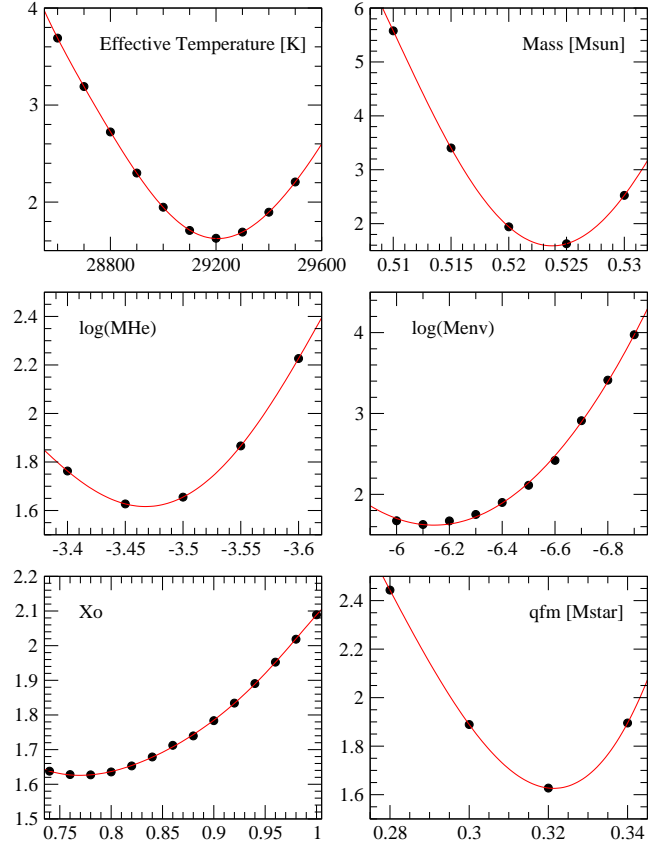 Effective Temperature [K]
4
3
2
28800 29200 29600
Mass [Msun]
6
5
4
3
2
0.51 0.515 0.52 0.525 0.53
log(MHe)
2.4
2.2
2.0
1.8
1.6
-3.4 -3.45 -3.5 -3.55 -3.6
log(Menv)
4
3
2
-6 -6.2 -6.4 -6.6 -6.8
Xo
2.2
2.1
2.0
1.9
1.8
1.7
1.6
1.5
0.75 0.8 0.85 0.9 0.95 1
qfm [Mstar]
2.4
2.2
2.0
1.8
1.6
0.28 0.3 0.32 0.34